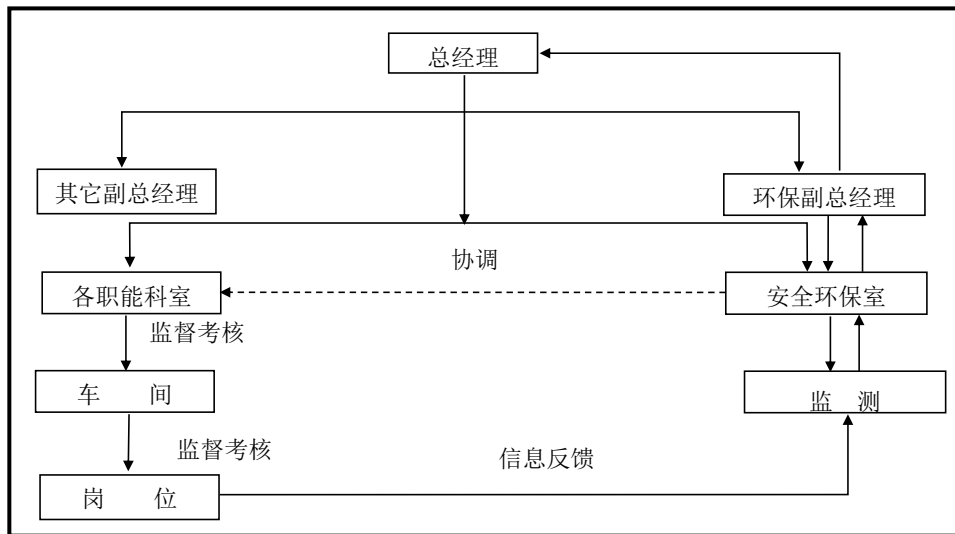 总经理
其它副总经理
环保副总经理
协调
各职能科室
安全环保室
监督考核
车 间
监 测
监督考核
信息反馈
岗 位